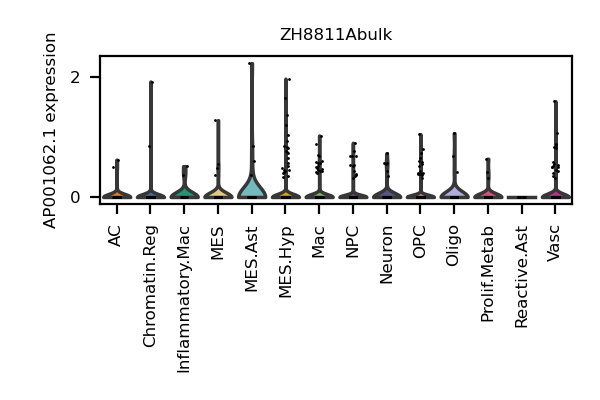 ZH8811Abulk
AP001062.1 expression
2
0
AC
Chromatin.Reg
Inflammatory.Mac
MES
MES.Ast
MES.Hyp
Mac
NPC
Neuron
OPC
Oligo
Prolif.Metab
Reactive.Ast
Vasc